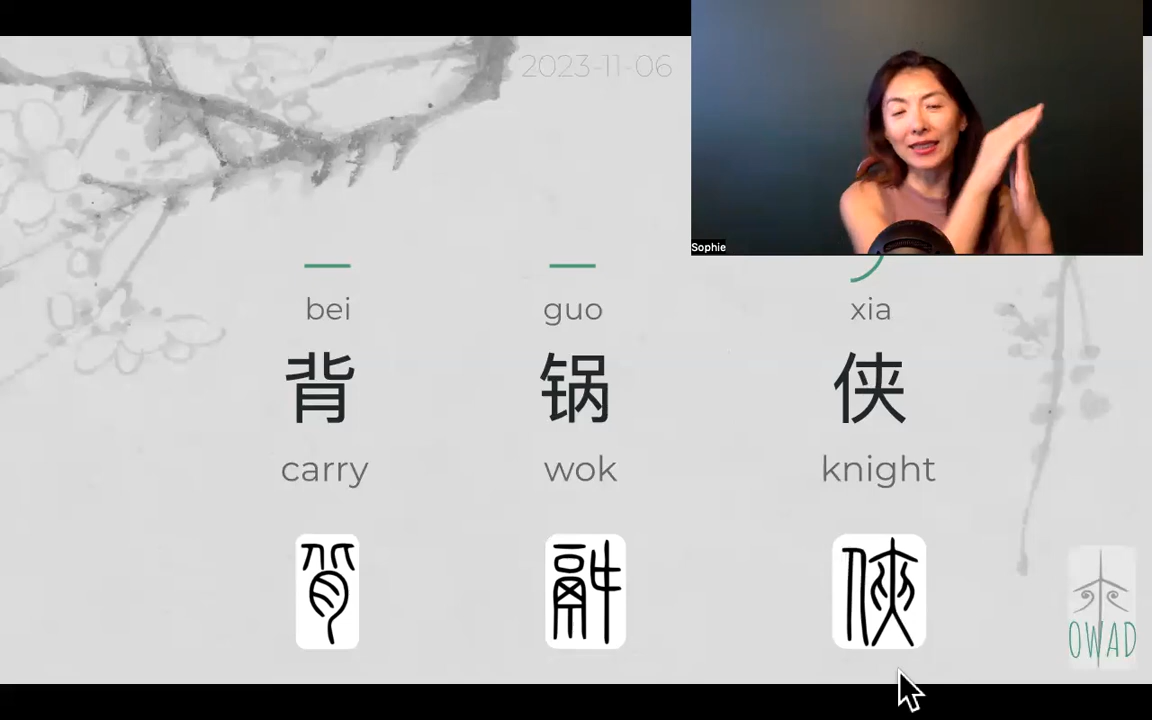 2023-11-06
Sophie
bei guo xia
背 锅 侠
carry wok knight
OWAD